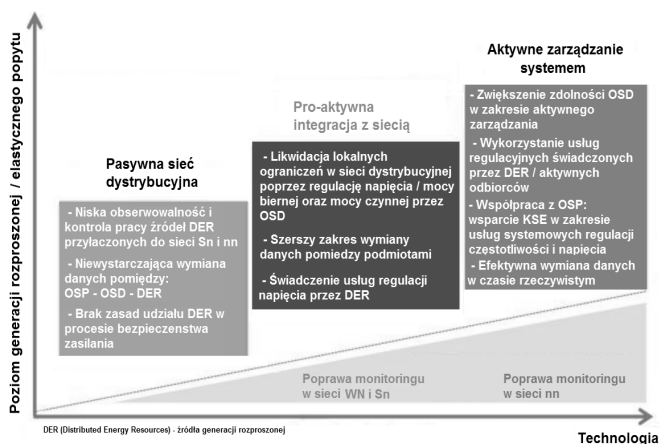 Poziom generacji rozproszonej / elastycznego popytu
Pasywna sieć
dystrybucyjna
- Niska obserwowalność i
kontrola pracy źródeł DER
przyłaczonych do sieci Sn i nn
- Niewystarczająca wymiana
danych pomiędzy:
OSP - OSD - DER
- Brak zasad udziału DER w
procesie bezpieczenstwa
zasilania
Pro-aktywna
integracja z siecią
- Likwidacja lokalnych
ograniczeń w sieci dystrybucyjnej
poprzez regulację napięcia / mocy
biernej oraz mocy czynnej przez
OSD
- Szerszy zakres wymiany
danych pomiedzy podmiotami
- Świadczenie usług regulacji
napięcia przez DER
Aktywne zarządzanie
systemem
- Zwiększenie zdolności OSD
w zakresie aktywnego
zarządzania
- Wykorzystanie usług
regulacyjnych świadczonych
przez DER / aktywnych
odbiorców
- Współpraca z OSP:
wsparcie KSE w zakresie
usług systemowych regulacji
częstotliwości i napięcia
- Efektywna wymiana danych
w czasie rzeczywistym
Poprawa monitoringu
w sieci WN i Sn
Poprawa monitoringu
w sieci nn
DER (Distributed Energy Resources) - źródła generacji rozproszonej
Technologia